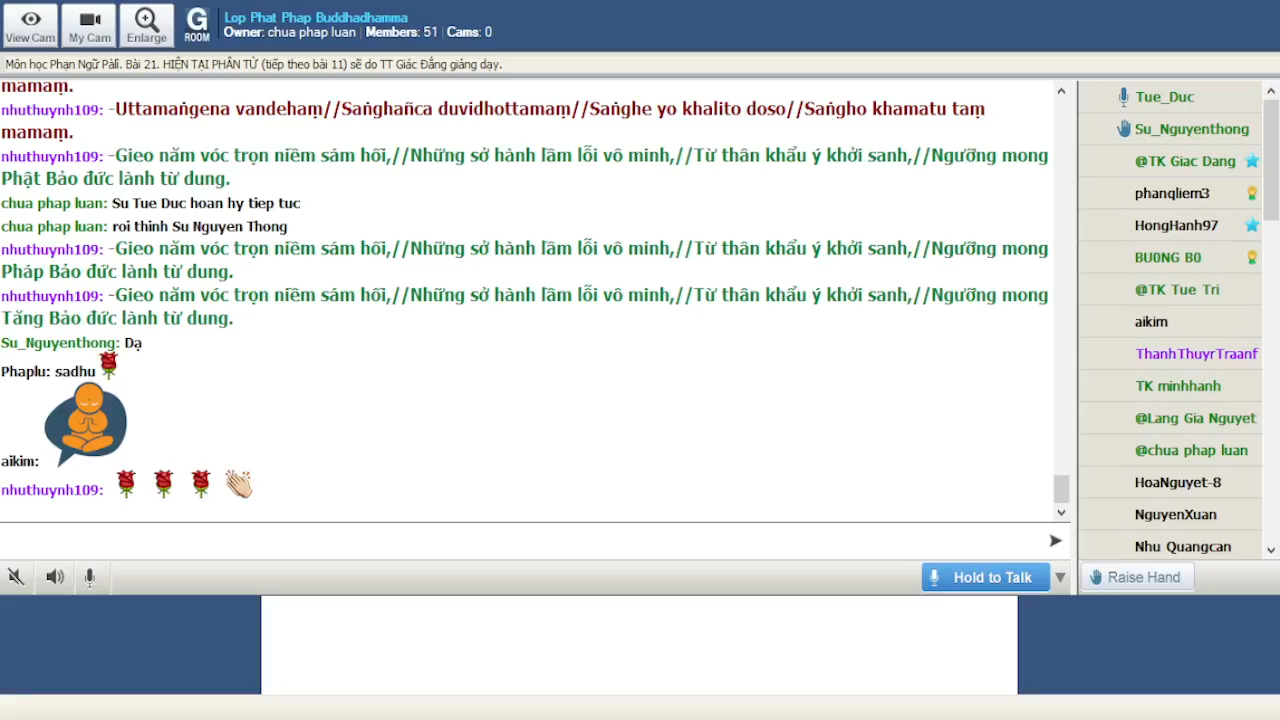 View Cam
My Cam
Enlarge
G
ROOM
Lop Phat Phap Buddhadhamma
Owner: chua phap luan | Members: 51 | Cams: 0
Môn học Phạn Ngữ Pāli. Bài 21. HIỆN TẠI PHÂN TỪ (tiếp theo bài 11) sẽ do TT Giác Đẳng giảng dạy.
mamaṃ.
nhuthuynh109: -Uttamaṅgena vandehaṃ//Saṅghañca duvidhottamaṃ//Saṅghe yo khalito doso//Saṅgho khamatu taṃ
mamaṃ.
nhuthuynh109: -Gieo năm vóc trọn niềm sám hối,//Những sở hành lầm lỗi vô minh,//Từ thân khẩu ý khởi sanh,//Ngưỡng mong
Phật Bảo đức lành từ dung.
chua phap luan: Su Tue Duc hoan hy tiep tuc
chua phap luan: roi thinh Su Nguyen Thong
nhuthuynh109: -Gieo năm vóc trọn niềm sám hối,//Những sở hành lầm lỗi vô minh,//Từ thân khẩu ý khởi sanh,//Ngưỡng mong
Pháp Bảo đức lành từ dung.
nhuthuynh109: -Gieo năm vóc trọn niềm sám hối,//Những sở hành lầm lỗi vô minh,//Từ thân khẩu ý khởi sanh,//Ngưỡng mong
Tăng Bảo đức lành từ dung.
Su_Nguyenthong: Dạ
Phaplu: sadhu
aikim:
nhuthuynh109:
Hold to Talk
Tue_Duc
Su_Nguyenthong
@TK Giac Dang
phanqliem3
HongHanh97
BU0NG B0
@TK Tue Tri
aikim
ThanhThuyrTraanf
TK minhhanh
@Lang Gia Nguyet
@chua phap luan
HoaNguyet-8
NguyenXuan
Nhu Quangcan
Raise Hand